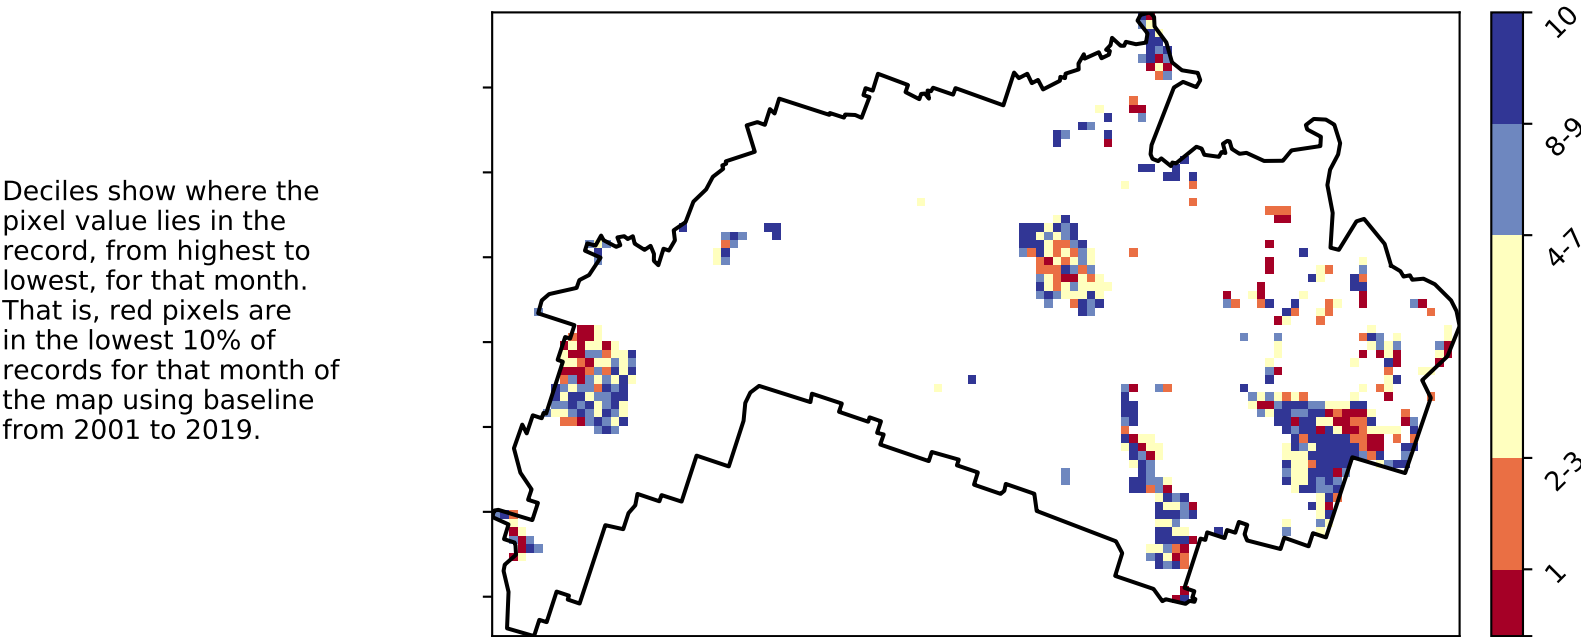 Deciles show where the
pixel value lies in the
record, from highest to
lowest, for that month.
That is, red pixels are
in the lowest 10% of
records for that month of
the map using baseline
from 2001 to 2019.
10
8-9
4-7
2-3
1